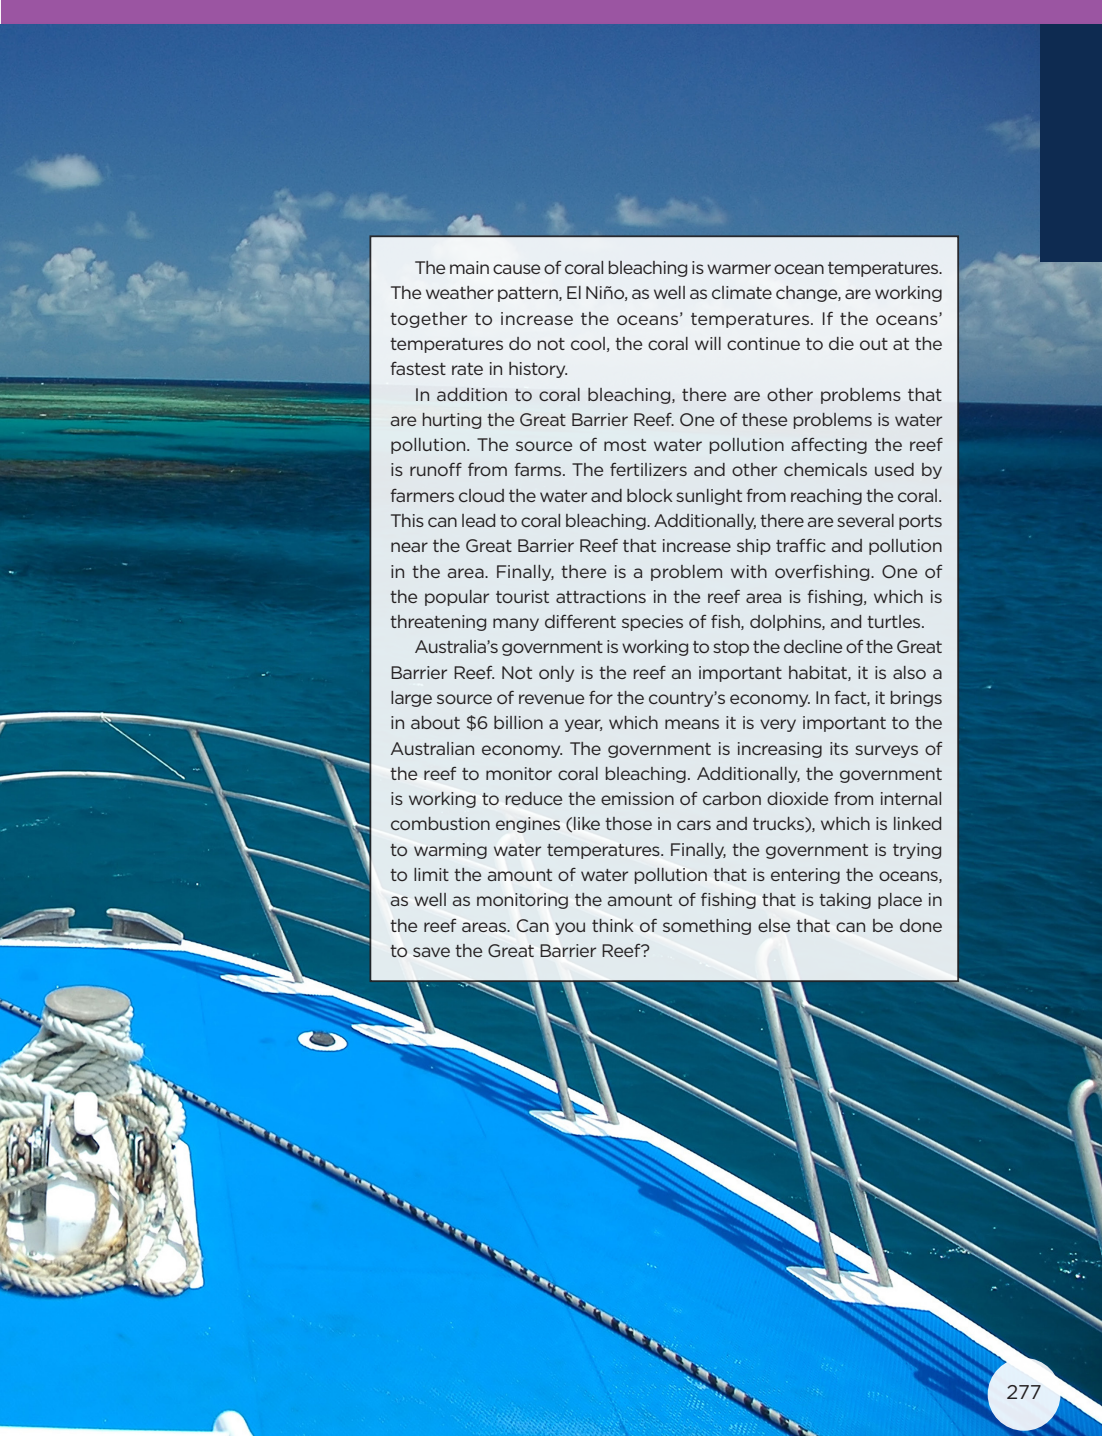 The main cause of coral bleaching is warmer ocean temperatures.
The weather pattern, El Niño, as well as climate change, are working
together to increase the oceans’ temperatures. If the oceans’
temperatures do not cool, the coral will continue to die out at the
fastest rate in history.
In addition to coral bleaching, there are other problems that
are hurting the Great Barrier Reef. One of these problems is water
pollution. The source of most water pollution affecting the reef
is runoff from farms. The fertilizers and other chemicals used by
farmers cloud the water and block sunlight from reaching the coral.
This can lead to coral bleaching. Additionally, there are several ports
near the Great Barrier Reef that increase ship traffic and pollution
in the area. Finally, there is a problem with overfishing. One of
the popular tourist attractions in the reef area is fishing, which is
threatening many different species of fish, dolphins, and turtles.
Australia’s government is working to stop the decline of the Great
Barrier Reef. Not only is the reef an important habitat, it is also a
large source of revenue for the country’s economy. In fact, it brings
in about $6 billion a year, which means it is very important to the
Australian economy. The government is increasing its surveys of
the reef to monitor coral bleaching. Additionally, the government
is working to reduce the emission of carbon dioxide from internal
combustion engines (like those in cars and trucks), which is linked
to warming water temperatures. Finally, the government is trying
to limit the amount of water pollution that is entering the oceans,
as well as monitoring the amount of fishing that is taking place in
the reef areas. Can you think of something else that can be done
to save the Great Barrier Reef?
277